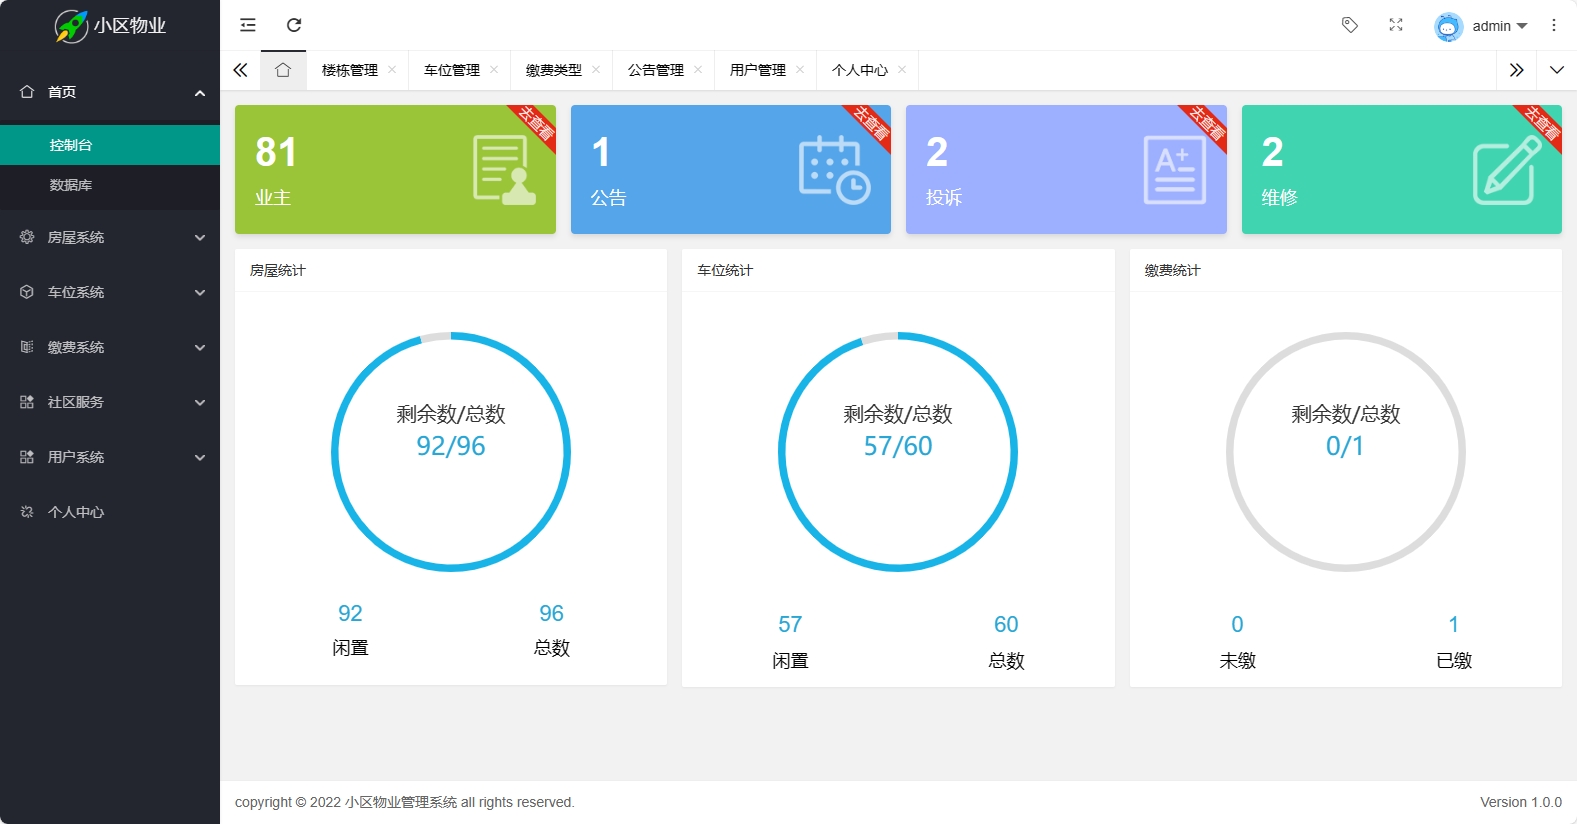 小区物业
admin
楼栋管理
车位管理
缴费类型
公告管理
用户管理
个人中心
首页
控制台
数据库
房屋系统
车位系统
缴费系统
社区服务
用户系统
个人中心
81
业主
去查看
1
公告
去查看
2
投诉
A+
去查看
2
维修
去查看
房屋统计
剩余数/总数
92/96
92
闲置
96
总数
车位统计
剩余数/总数
57/60
57
闲置
60
总数
缴费统计
剩余数/总数
0/1
0
未缴
1
已缴
copyright © 2022 小区物业管理系统 all rights reserved.
Version 1.0.0